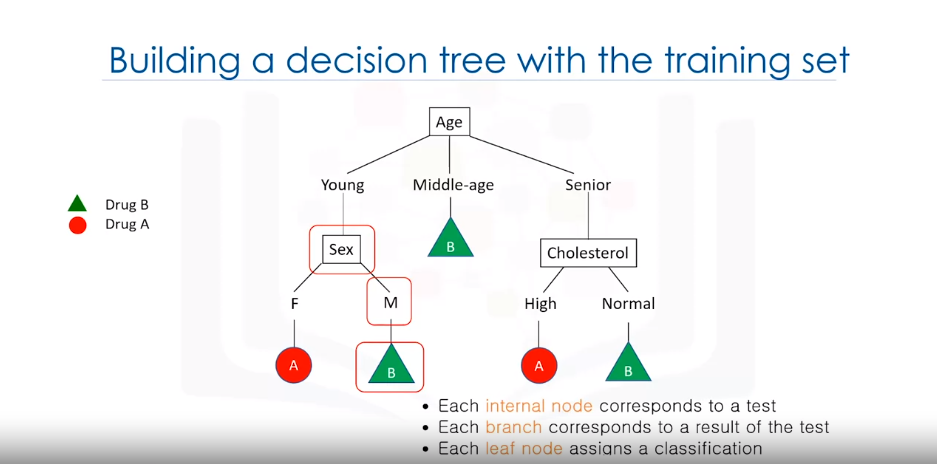 Building a decision tree with the training set
Age
Young Middle-age Senior
Drug B
Drug A
Sex
B
Cholesterol
F M High Normal
A B A B
• Each internal node corresponds to a test
• Each branch corresponds to a result of the test
• Each leaf node assigns a classification